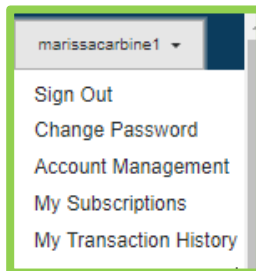 marissacarbine1
Sign Out
Change Password
Account Management
My Subscriptions
My Transaction History